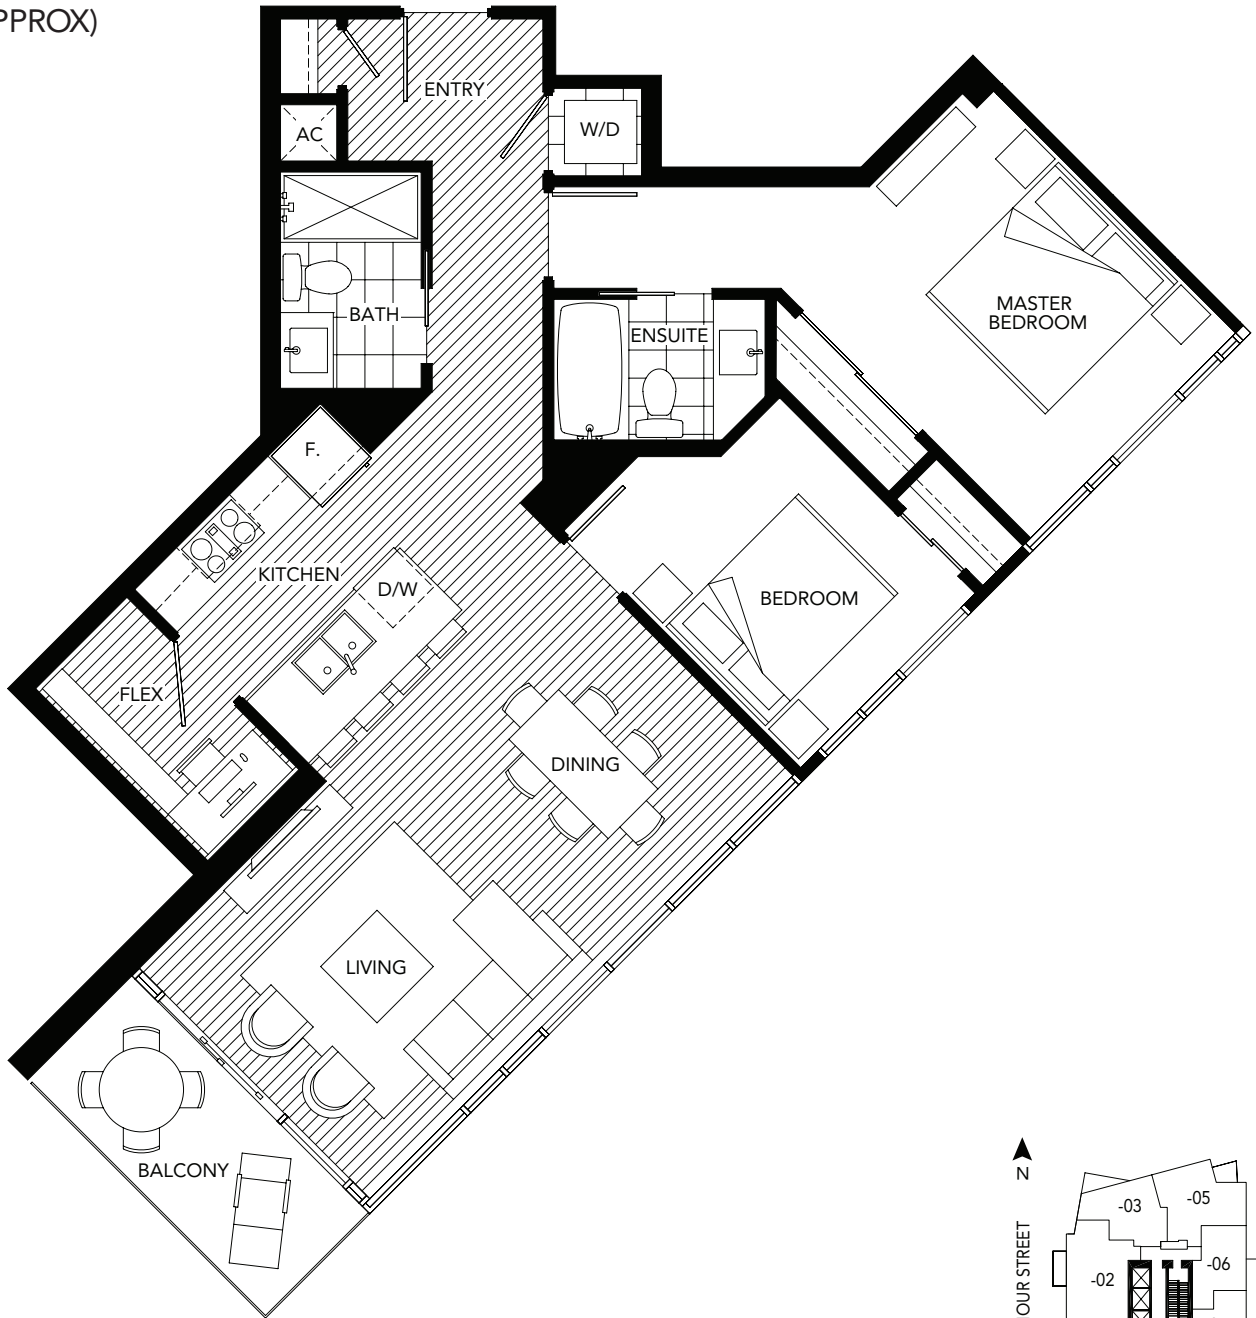 PPROX)
ENTRY
AC
W/D
BATH
ENSUITE
MASTER
BEDROOM
F.
KITCHEN
D/W
BEDROOM
FLEX
DINING
LIVING
BALCONY
N
-03
-05
-02
-06
OUR STREET